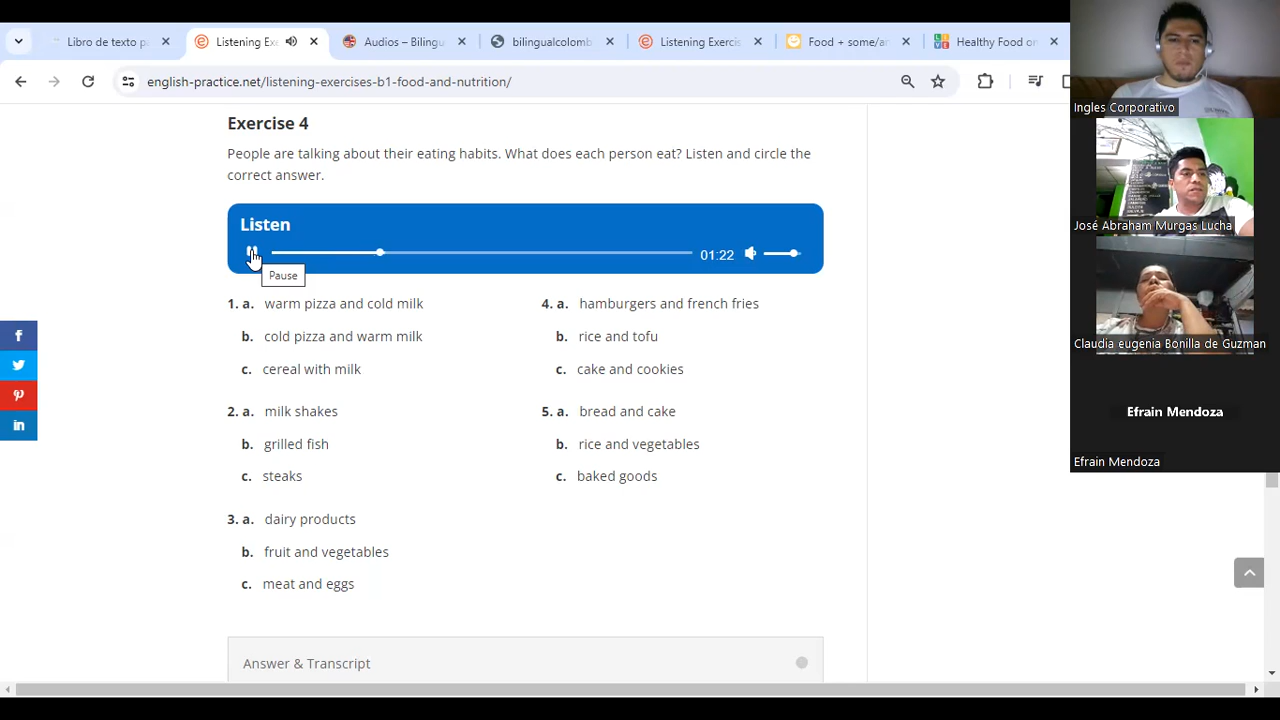 Libro de texto pa
Listening Exe
Audios – Bilingu
bilingualcolomb
Listening Exercis
Food + some/an
Healthy Food on
english-practice.net/listening-exercises-b1-food-and-nutrition/
Exercise 4
People are talking about their eating habits. What does each person eat? Listen and circle the
correct answer.
Listen
01:22
Pause
1. a. warm pizza and cold milk
b. cold pizza and warm milk
c. cereal with milk
2. a. milk shakes
b. grilled fish
c. steaks
3. a. dairy products
b. fruit and vegetables
c. meat and eggs
4. a. hamburgers and french fries
b. rice and tofu
c. cake and cookies
5. a. bread and cake
b. rice and vegetables
c. baked goods
Answer & Transcript
Ingles Corporativo
José Abraham Murgas Lucha
Claudia eugenia Bonilla de Guzman
Efrain Mendoza
Efrain Mendoza